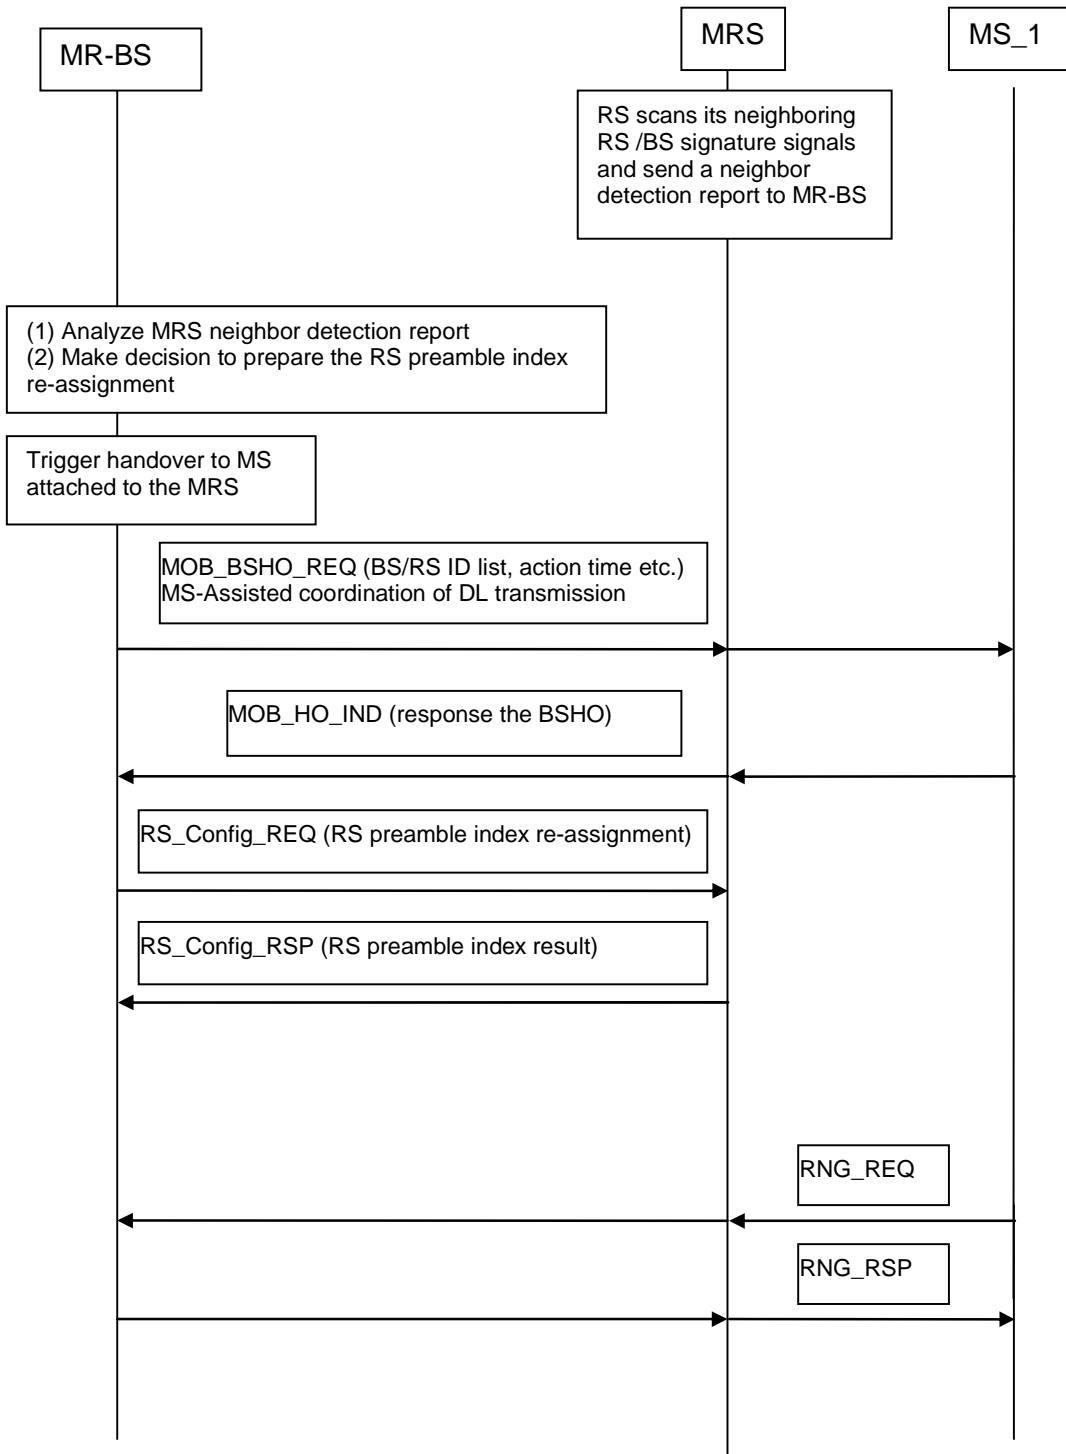 MR-BS
MRS
MS_1
RS scans its neighboring
RS /BS signature signals
and send a neighbor
detection report to MR-BS
(1) Analyze MRS neighbor detection report
(2) Make decision to prepare the RS preamble index
re-assignment
Trigger handover to MS
attached to the MRS
MOB_BSHO_REQ (BS/RS ID list, action time etc.)
MS-Assisted coordination of DL transmission
MOB_HO_IND (response the BSHO)
RS_Config_REQ (RS preamble index re-assignment)
RS_Config_RSP (RS preamble index result)
RNG_REQ
RNG_RSP